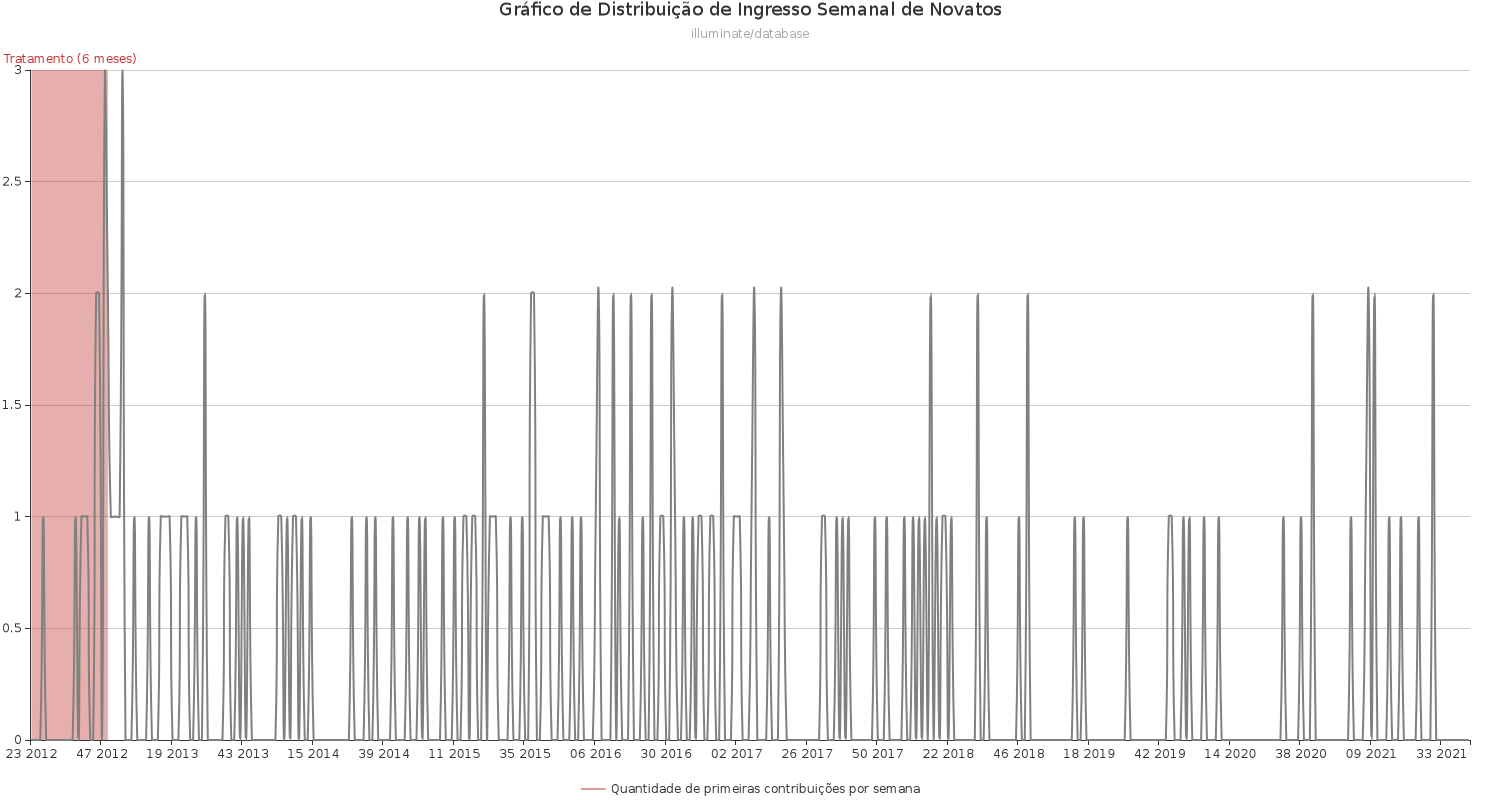 Gráfico de Distribuição de Ingresso Semanal de Novatos
illuminate/database
Tratamento (6 meses)
3
2.5
2
1.5
1
0.5
0
23 2012 47 2012 19 2013 43 2013 15 2014 39 2014 11 2015 35 2015 06 2016 30 2016 02 2017 26 2017 50 2017 22 2018 46 2018 18 2019 42 2019 14 2020 38 2020 09 2021 33 2021
Quantidade de primeiras contribuições por semana